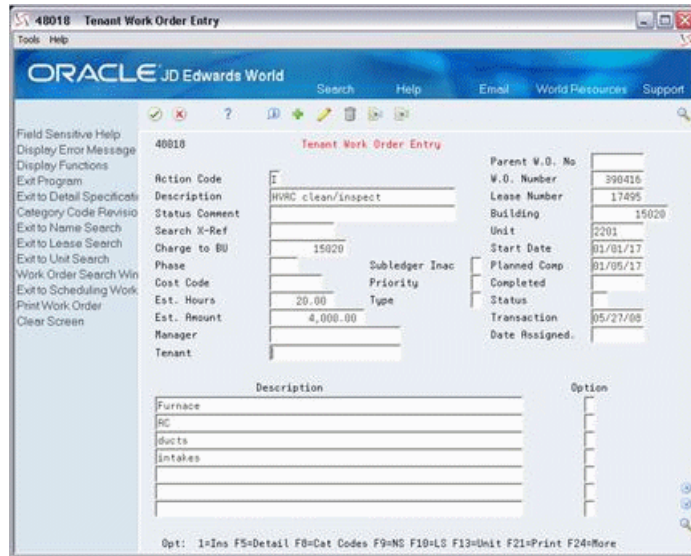 48018 Tenant Work Order Entry
Tools Help
ORACLE JD Edwards World
Search Help Email World Resources Support
Field Sensitive Help
Display Error Message
Display Functions
Exit Program
Exit to Detail Specificati
Category Code Revisio
Exit to Name Search
Exit to Lease Search
Exit to Unit Search
Work Order Search Win
Exit to Scheduling Work
Print Work Order
Clear Screen
48018 Tenant Work Order Entry
Parent W.O. No
Action Code I W.O. Number 390416
Description HVAC clean/inspect Lease Number 17495
Status Comment Building 15020
Search X-Ref Unit 2201
Charge to BU 15020 Start Date 01/01/17
Phase Subledger Inac Planned Comp 01/05/17
Cost Code Priority Completed
Est. Hours 20.00 Type Status
Est. Amount 4,000.00 Transaction 05/27/08
Manager Date Assigned.
Tenant
Description Option
Furnace
AC
ducts
intakes
Opt: 1=Ins F5=Detail F8=Cat Codes F9=NS F10=LS F13=Unit F21=Print F24=More